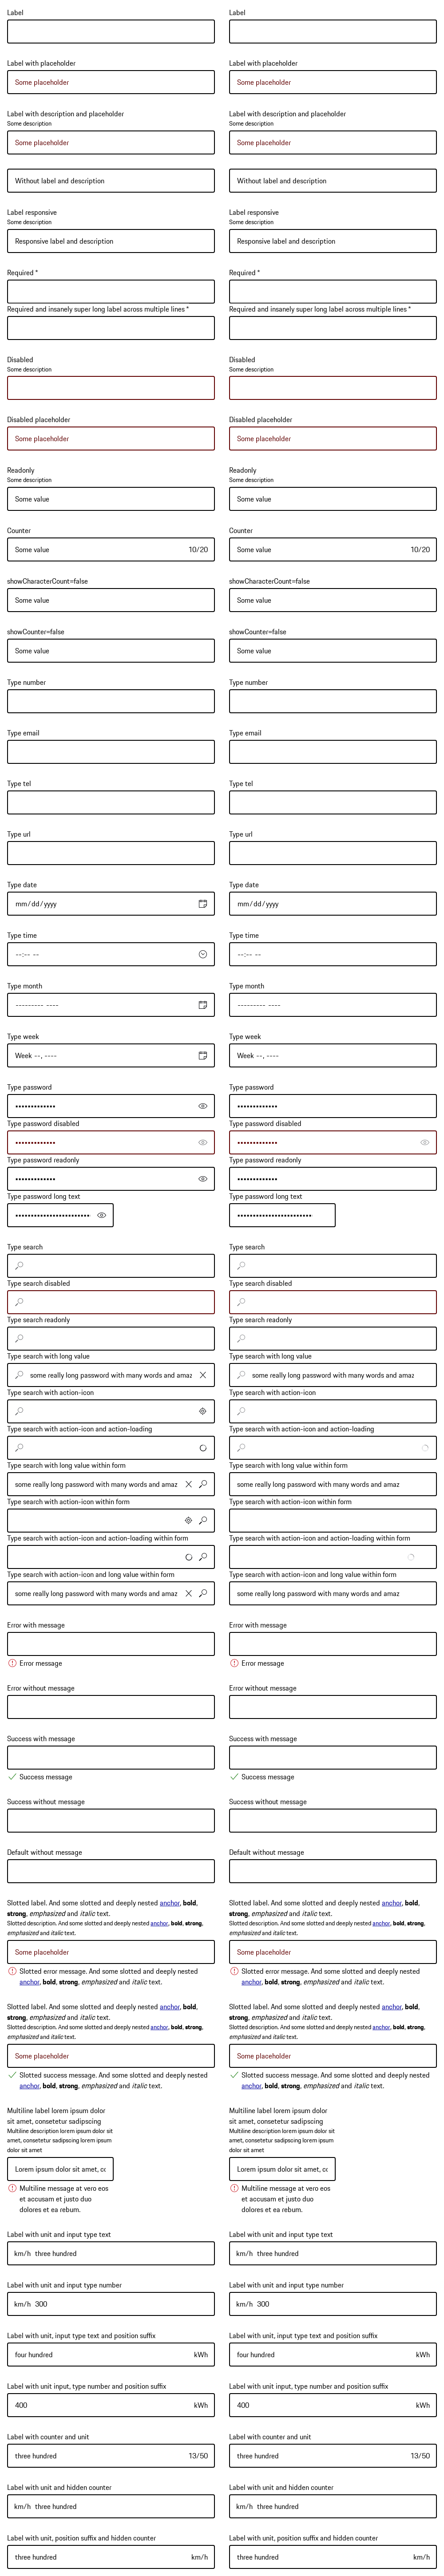 Label
Label with placeholder
Some placeholder
Label with description and placeholder
Some description
Some placeholder
Without label and description
Label responsive
Some description
Responsive label and description
Required *
Required and insanely super long label across multiple lines *
Disabled
Some description
Disabled placeholder
Some placeholder
Readonly
Some description
Some value
Counter
Some value 10/20
showCharacterCount=false
Some value
showCounter=false
Some value
Type number
Type email
Type tel
Type url
Type date
mm/dd/yyyy
Type time
--:-- --
Type month
--------- ----
Type week
Week --, ----
Type password
Type password disabled
Type password readonly
Type password long text
Type search
Type search disabled
Type search readonly
Type search with long value
some really long password with many words and amaz
Type search with action-icon
Type search with action-icon and action-loading
Type search with long value within form
some really long password with many words and amaz
Type search with action-icon within form
Type search with action-icon and action-loading within form
Type search with action-icon and long value within form
some really long password with many words and amaz
Error with message
Error message
Error without message
Success with message
Success message
Success without message
Default without message
Slotted label. And some slotted and deeply nested anchor, bold,
strong, emphasized and italic text.
Slotted description. And some slotted and deeply nested anchor, bold, strong,
emphasized and italic text.
Some placeholder
Slotted error message. And some slotted and deeply nested
anchor, bold, strong, emphasized and italic text.
Slotted label. And some slotted and deeply nested anchor, bold,
strong, emphasized and italic text.
Slotted description. And some slotted and deeply nested anchor, bold, strong,
emphasized and italic text.
Some placeholder
Slotted success message. And some slotted and deeply nested
anchor, bold, strong, emphasized and italic text.
Multiline label lorem ipsum dolor
sit amet, consetetur sadipscing
Multiline description lorem ipsum dolor sit
amet, consetetur sadipscing lorem ipsum
dolor sit amet
Lorem ipsum dolor sit amet, cc
Multiline message at vero eos
et accusam et justo duo
dolores et ea rebum.
Label with unit and input type text
km/h three hundred
Label with unit and input type number
km/h 300
Label with unit, input type text and position suffix
four hundred kWh
Label with unit input, type number and position suffix
400 kWh
Label with counter and unit
three hundred 13/50
Label with unit and hidden counter
km/h three hundred
Label with unit, position suffix and hidden counter
three hundred km/h
Label
Label with placeholder
Some placeholder
Label with description and placeholder
Some description
Some placeholder
Without label and description
Label responsive
Some description
Responsive label and description
Required *
Required and insanely super long label across multiple lines *
Disabled
Some description
Disabled placeholder
Some placeholder
Readonly
Some description
Some value
Counter
Some value 10/20
showCharacterCount=false
Some value
showCounter=false
Some value
Type number
Type email
Type tel
Type url
Type date
mm/dd/yyyy
Type time
--:-- --
Type month
--------- ----
Type week
Week --, ----
Type password
Type password disabled
Type password readonly
Type password long text
Type search
Type search disabled
Type search readonly
Type search with long value
some really long password with many words and amaz
Type search with action-icon
Type search with action-icon and action-loading
Type search with long value within form
some really long password with many words and amaz
Type search with action-icon within form
Type search with action-icon and action-loading within form
Type search with action-icon and long value within form
some really long password with many words and amaz
Error with message
Error message
Error without message
Success with message
Success message
Success without message
Default without message
Slotted label. And some slotted and deeply nested anchor, bold,
strong, emphasized and italic text.
Slotted description. And some slotted and deeply nested anchor, bold, strong,
emphasized and italic text.
Some placeholder
Slotted error message. And some slotted and deeply nested
anchor, bold, strong, emphasized and italic text.
Slotted label. And some slotted and deeply nested anchor, bold,
strong, emphasized and italic text.
Slotted description. And some slotted and deeply nested anchor, bold, strong,
emphasized and italic text.
Some placeholder
Slotted success message. And some slotted and deeply nested
anchor, bold, strong, emphasized and italic text.
Multiline label lorem ipsum dolor
sit amet, consetetur sadipscing
Multiline description lorem ipsum dolor sit
amet, consetetur sadipscing lorem ipsum
dolor sit amet
Lorem ipsum dolor sit amet, cc
Multiline message at vero eos
et accusam et justo duo
dolores et ea rebum.
Label with unit and input type text
km/h three hundred
Label with unit and input type number
km/h 300
Label with unit, input type text and position suffix
four hundred kWh
Label with unit input, type number and position suffix
400 kWh
Label with counter and unit
three hundred 13/50
Label with unit and hidden counter
km/h three hundred
Label with unit, position suffix and hidden counter
three hundred km/h